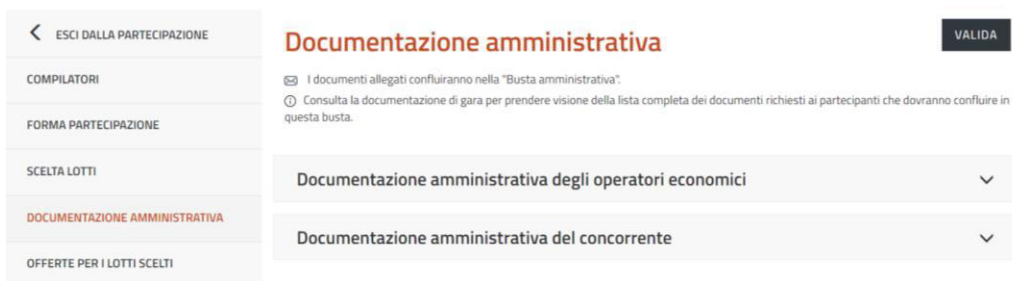 ESCI DALLA PARTECIPAZIONE
COMPILATORI
FORMA PARTECIPAZIONE
SCELTA LOTTI
DOCUMENTAZIONE AMMINISTRATIVA
OFFERTE PER I LOTTI SCELTI
Documentazione amministrativa
VALIDA
I documenti allegati confluiranno nella "Busta amministrativa".
Consulta la documentazione di gara per prendere visione della lista completa dei documenti richiesti ai partecipanti che dovranno confluire in
questa busta.
Documentazione amministrativa degli operatori economici
Documentazione amministrativa del concorrente